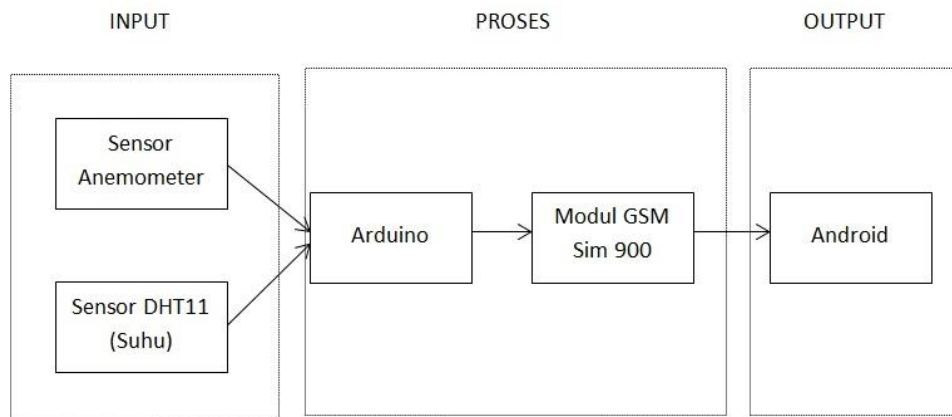 INPUT
PROSES
OUTPUT
Sensor
Anemometer
Sensor DHT11
(Suhu)
Arduino
Modul GSM
Sim 900
Android